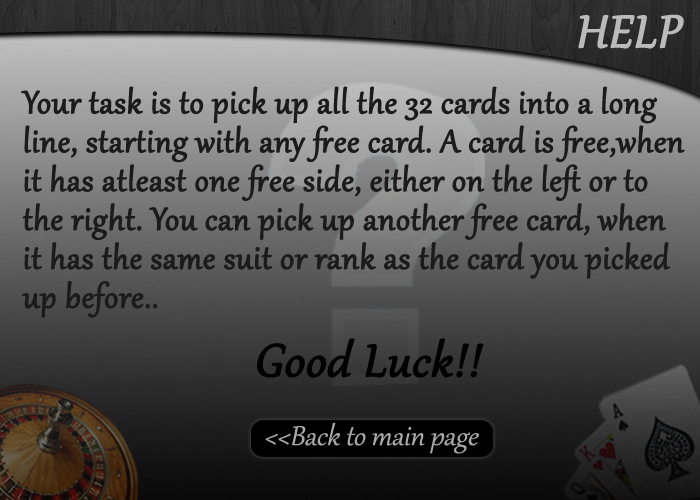 HELP
Your task is to pick up all the 32 cards into a long
line, starting with any free card. A card is free,when
it has atleast one free side, either on the left or to
the right. You can pick up another free card, when
it has the same suit or rank as the card you picked
up before..
Good Luck!!
<<Back to main page
A
K
Q